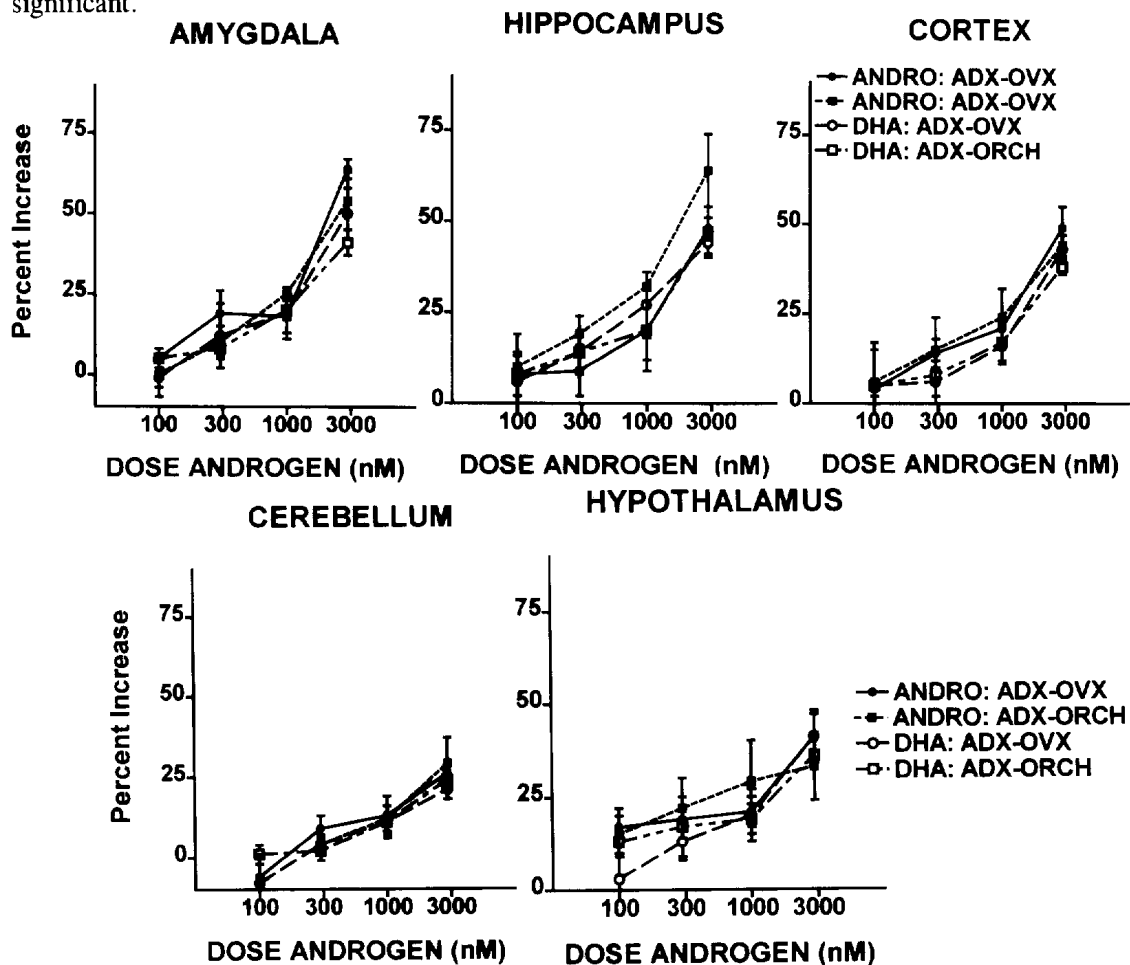 significant.
AMYGDALA
HIPPOCAMPUS
CORTEX
ANDRO: ADX-OVX
ANDRO: ADX-OVX
DHA: ADX-OVX
DHA: ADX-ORCH
Percent Increase
75
50
25
0
100 300 1000 3000
DOSE ANDROGEN (nM)
75
50
25
0
100 300 1000 3000
DOSE ANDROGEN (nM)
75
50
25
0
100 300 1000 3000
DOSE ANDROGEN (nM)
CEREBELLUM
HYPOTHALAMUS
Percent Increase
75
50
25
0
100 300 1000 3000
DOSE ANDROGEN (nM)
75
50
25
0
100 300 1000 3000
DOSE ANDROGEN (nM)
ANDRO: ADX-OVX
ANDRO: ADX-ORCH
DHA: ADX-OVX
DHA: ADX-ORCH